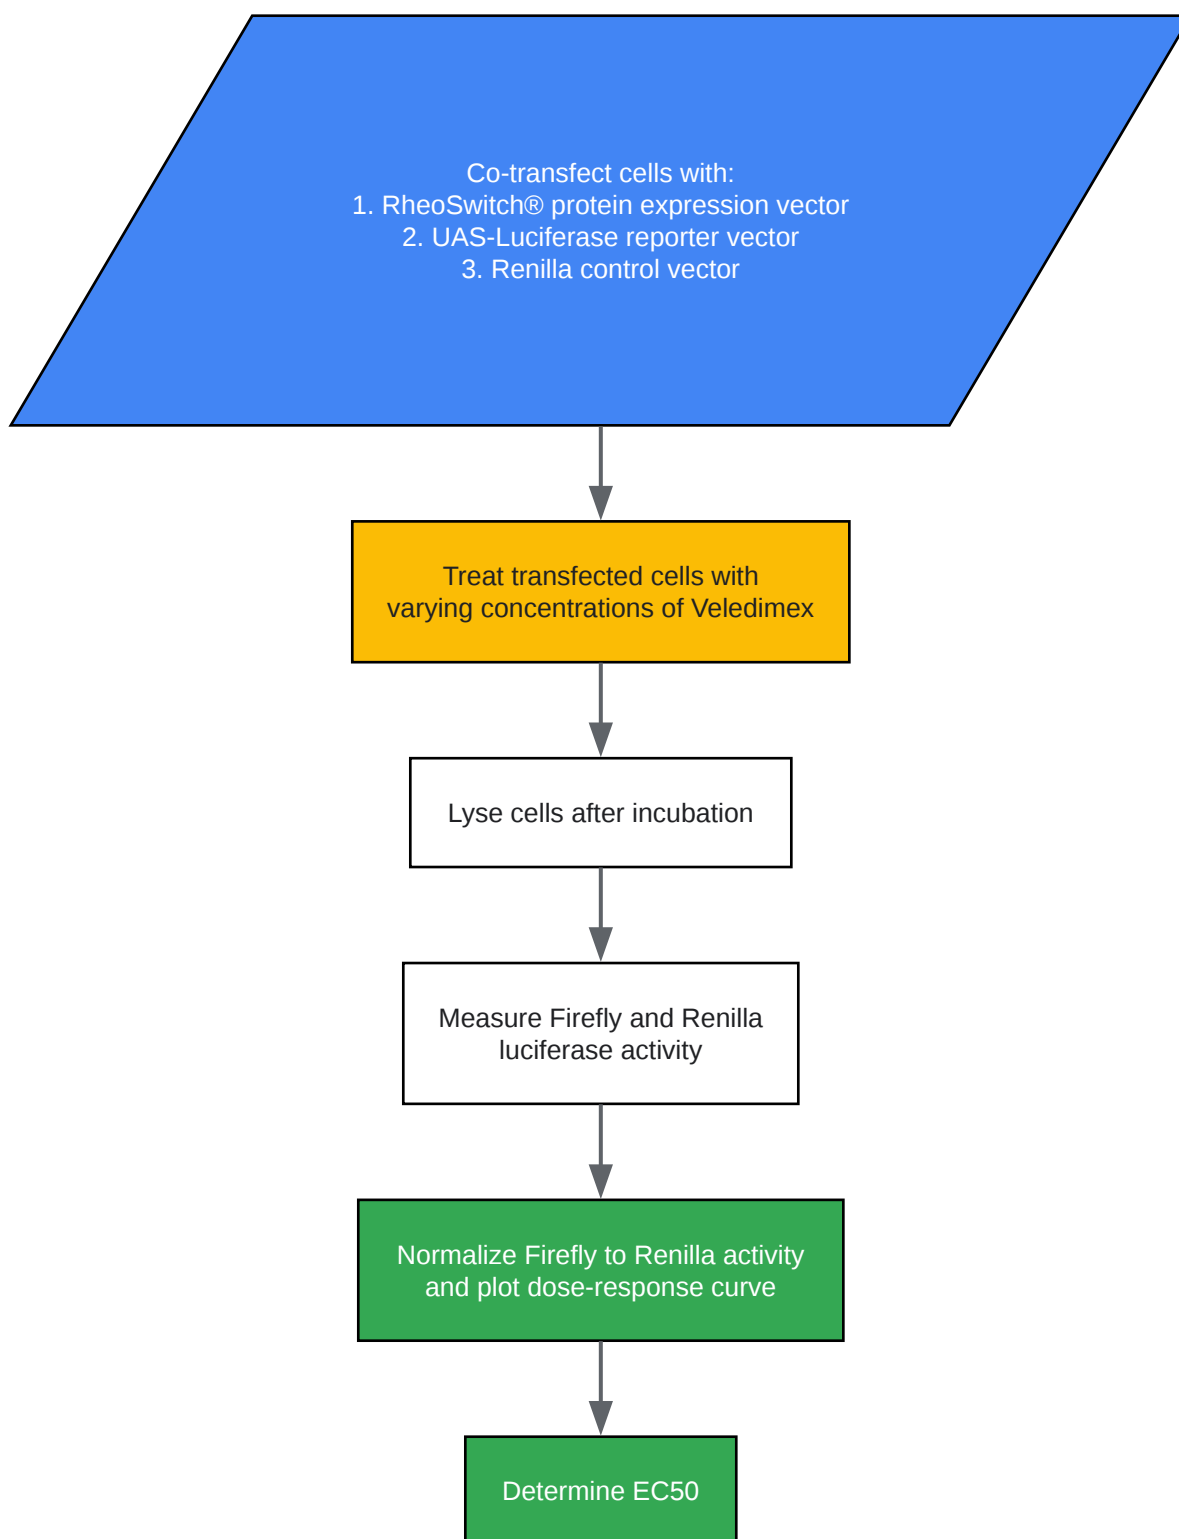 Co-transfect cells with:
1. RheoSwitch® protein expression vector
2. UAS-Luciferase reporter vector
3. Renilla control vector
Treat transfected cells with
varying concentrations of Veledimex
Lyse cells after incubation
Measure Firefly and Renilla
luciferase activity
Normalize Firefly to Renilla activity
and plot dose-response curve
Determine EC50